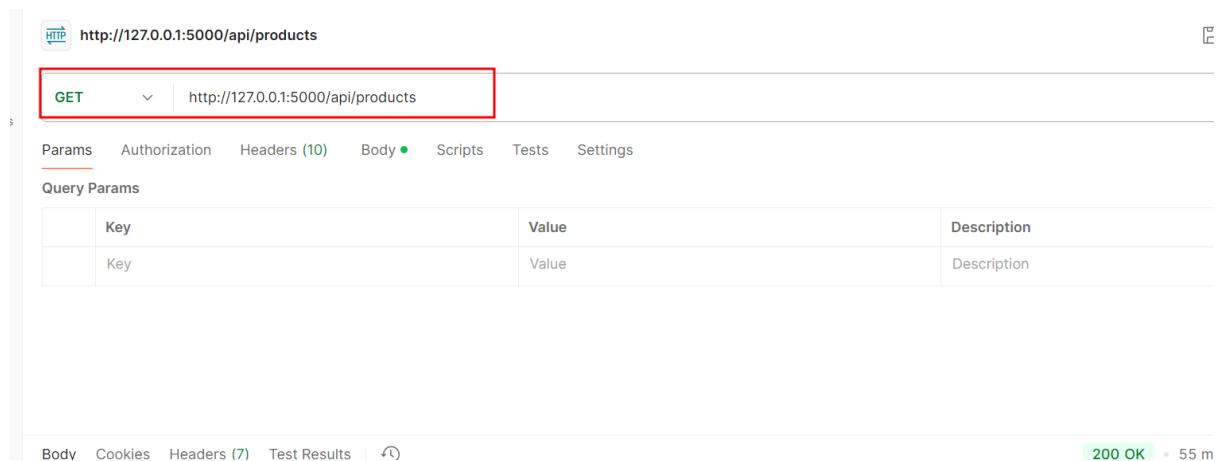 HTTP http://127.0.0.1:5000/api/products
GET http://127.0.0.1:5000/api/products
Params Authorization Headers (10) Body Scripts Tests Settings
Query Params
Key Value Description
Key Value Description
Body Cookies Headers (7) Test Results 200 OK 55 m